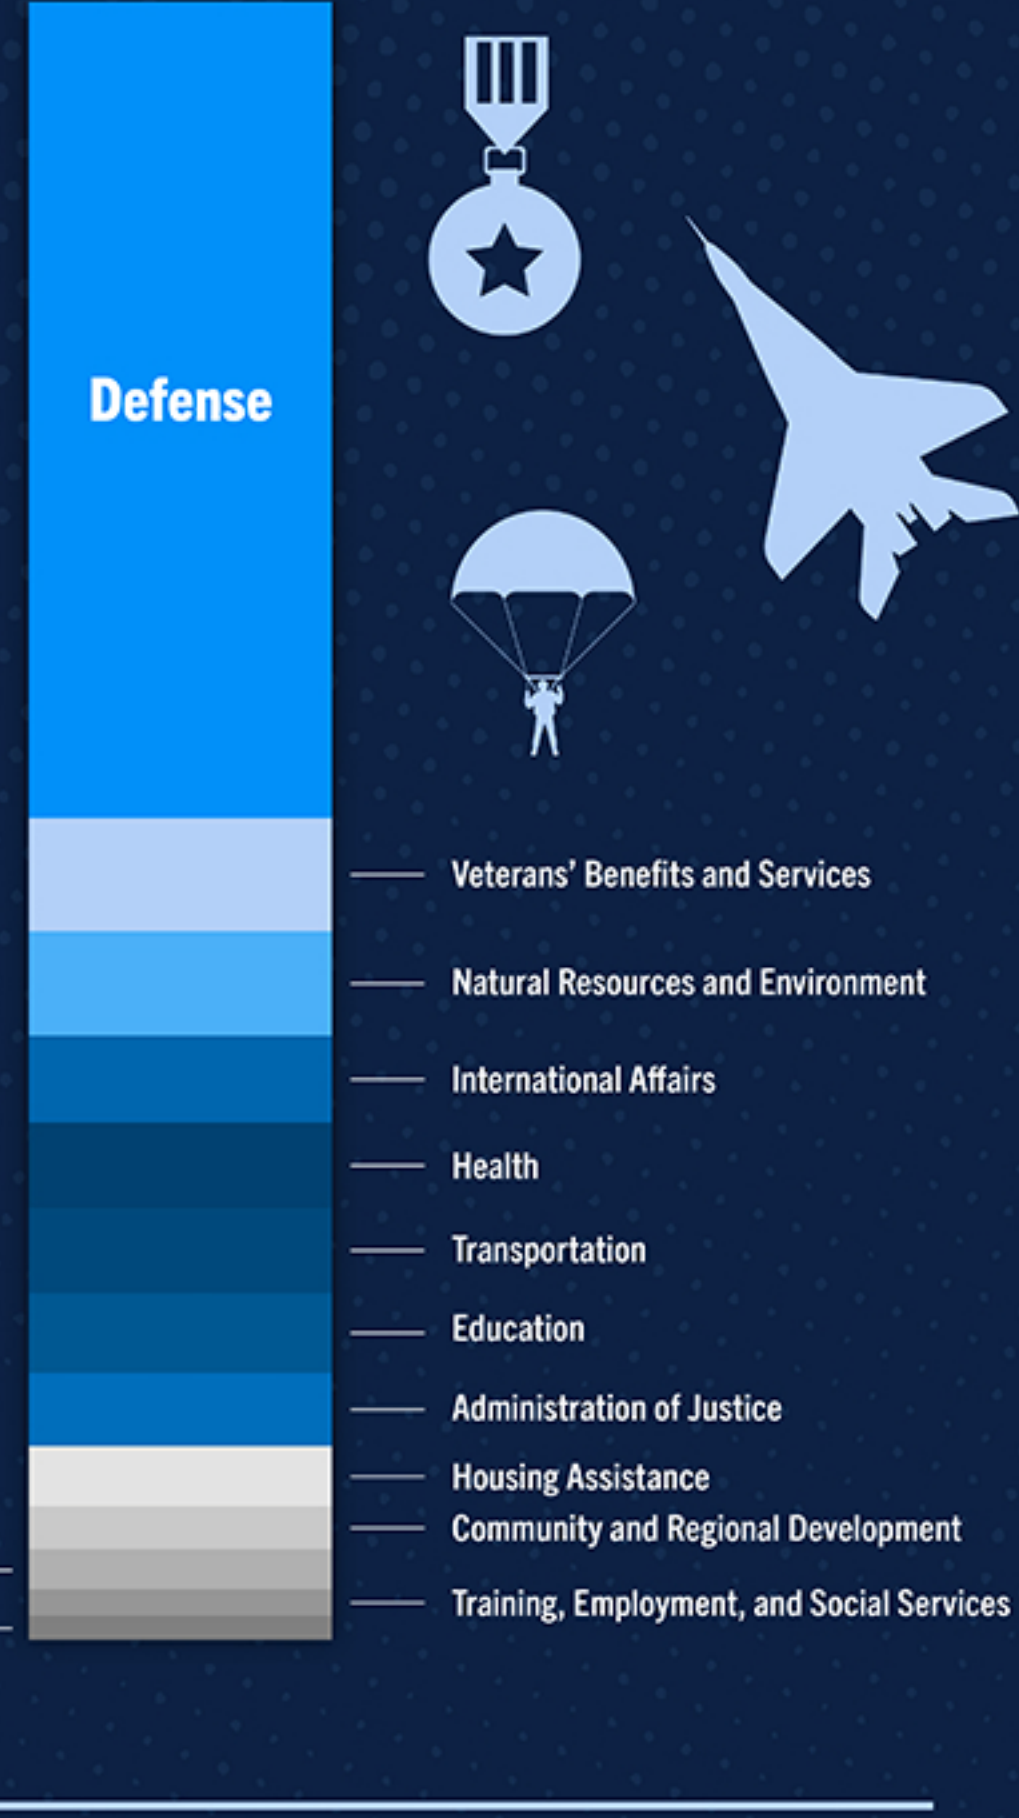 Defense
Veterans’ Benefits and Services
Natural Resources and Environment
International Affairs
Health
Transportation
Education
Administration of Justice
Housing Assistance
Community and Regional Development
Training, Employment, and Social Services